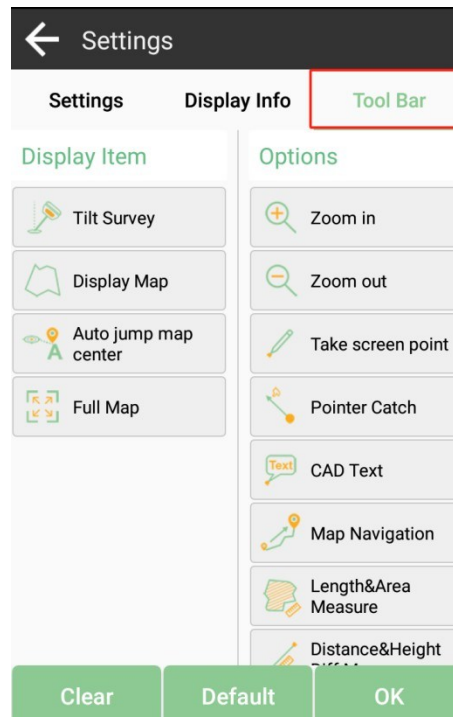 Settings
Settings
Display Info
Tool Bar
Display Item
Options
Tilt Survey
Display Map
Auto jump map
center
A
Full Map
Zoom in
Zoom out
Take screen point
Pointer Catch
Text
CAD Text
Map Navigation
Length&Area
Measure
Distance&Height
Clear
Default
OK